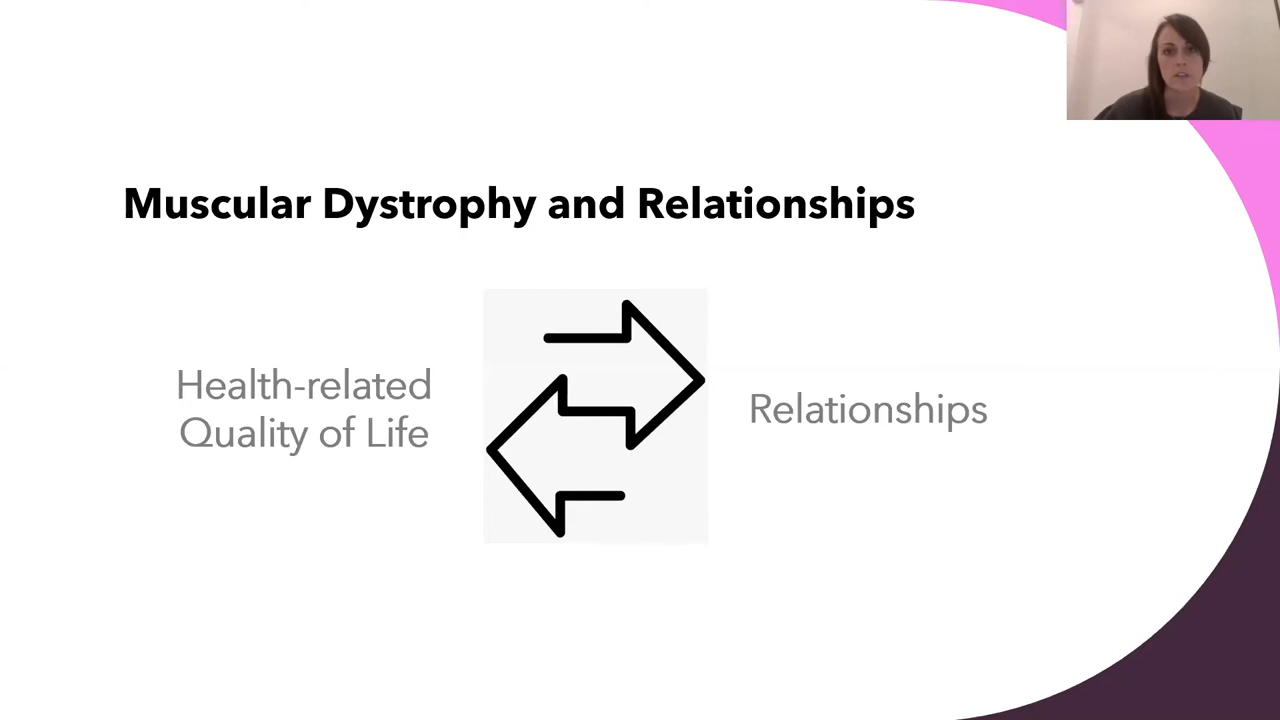 Muscular Dystrophy and Relationships
Health-related
Quality of Life
Relationships